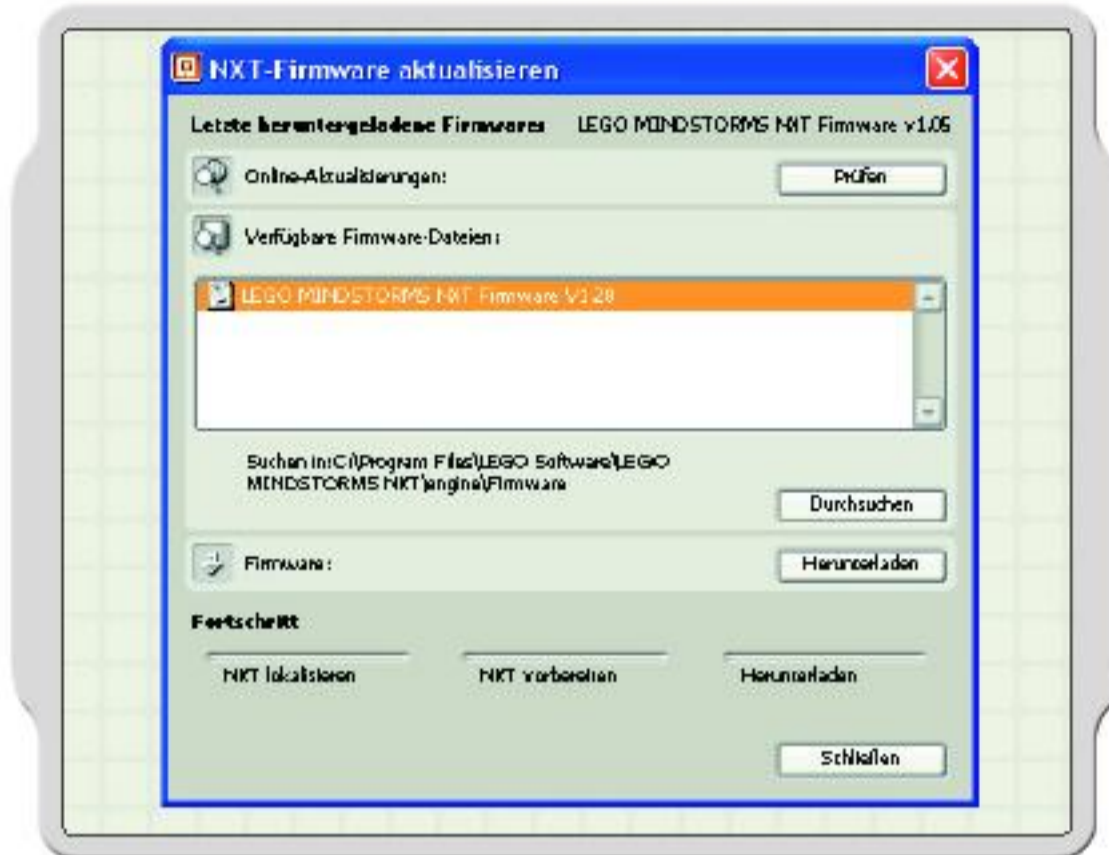 NXT-Firmware aktualisieren
Letzte heruntergeladene Firmware: LEGO MINDSTORMS NXT Firmware v1.05
Online-Aktualisierungen: Prüfen
Verfügbare Firmware-Dateien:
LEGO MINDSTORMS NXT Firmware V1.28
Suchen in:C:\Program Files\LEGO Software\LEGO
MINDSTORMS NXT\engine\Firmware
Durchsuchen
Firmware: Herunterladen
Fortschritt
NXT lokalisieren NXT vorbereiten Herunterladen
Schließen